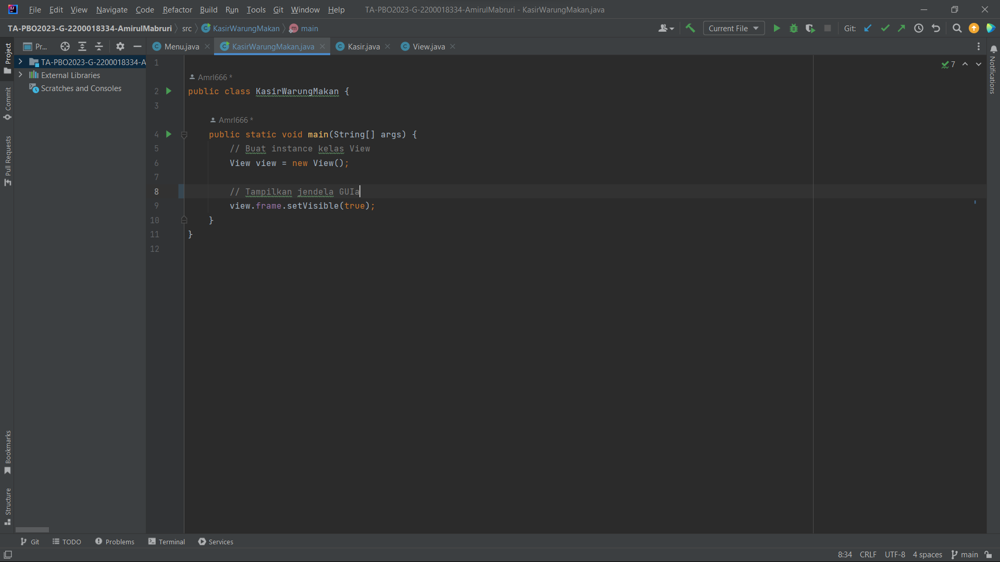 File Edit View Navigate Code Refactor Build Run Tools Git Window Help TA-PBO2023-G-2200018334-AmirulMabruri - KasirWarungMakan.java
TA-PBO2023-G-2200018334-AmirulMabruri src KasirWarungMakan main Current File Git:
Project
Pr...
Menu.java KasirWarungMakan.java Kasir.java View.java
TA-PBO2023-G-2200018334-A
External Libraries
Scratches and Consoles
Commit
Pull Requests
Bookmarks
Structure
Notifications
7
1
Amrl666 *
2 public class KasirWarungMakan {
3
Amrl666 *
4 public static void main(String[] args) {
5 // Buat instance kelas View
6 View view = new View();
7
8 // Tampilkan jendela GUIa
9 view.frame.setVisible(true);
10 }
11 }
12
Git TODO Problems Terminal Services
8:34 CRLF UTF-8 4 spaces main